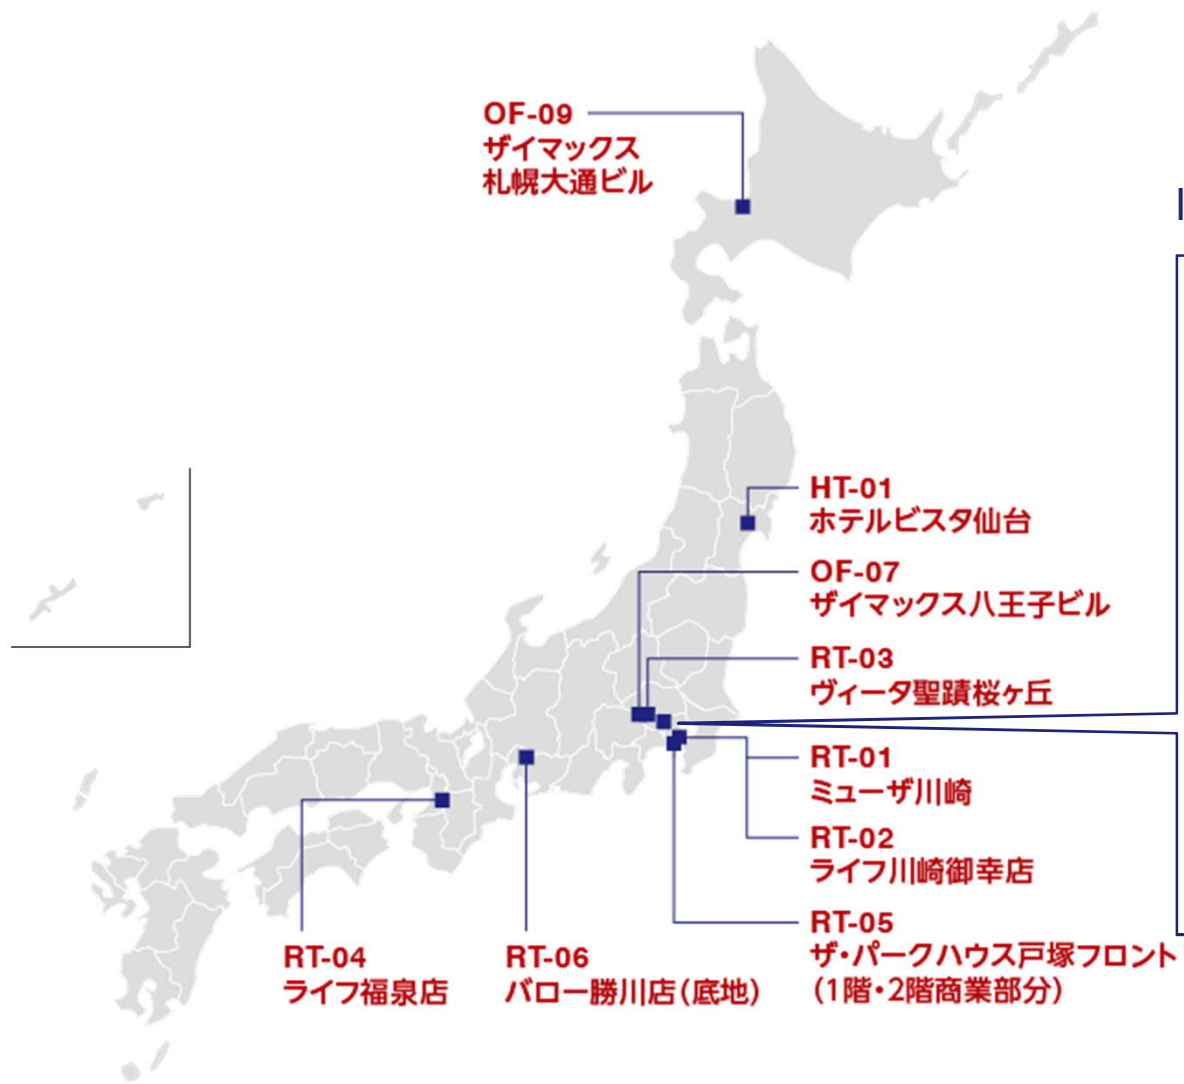 OF-09
ザイマックス
札幌大通ビル
HT-01
ホテルビスタ仙台
OF-07
ザイマックス八王子ビル
RT-03
ヴィータ聖蹟桜ヶ丘
RT-01
ミューザ川崎
RT-02
ライフ川崎御幸店
RT-05
ザ・パークハウス戸塚フロント
(1階・2階商業部分)
RT-04
ライフ福泉店
RT-06
バロー勝川店(底地)